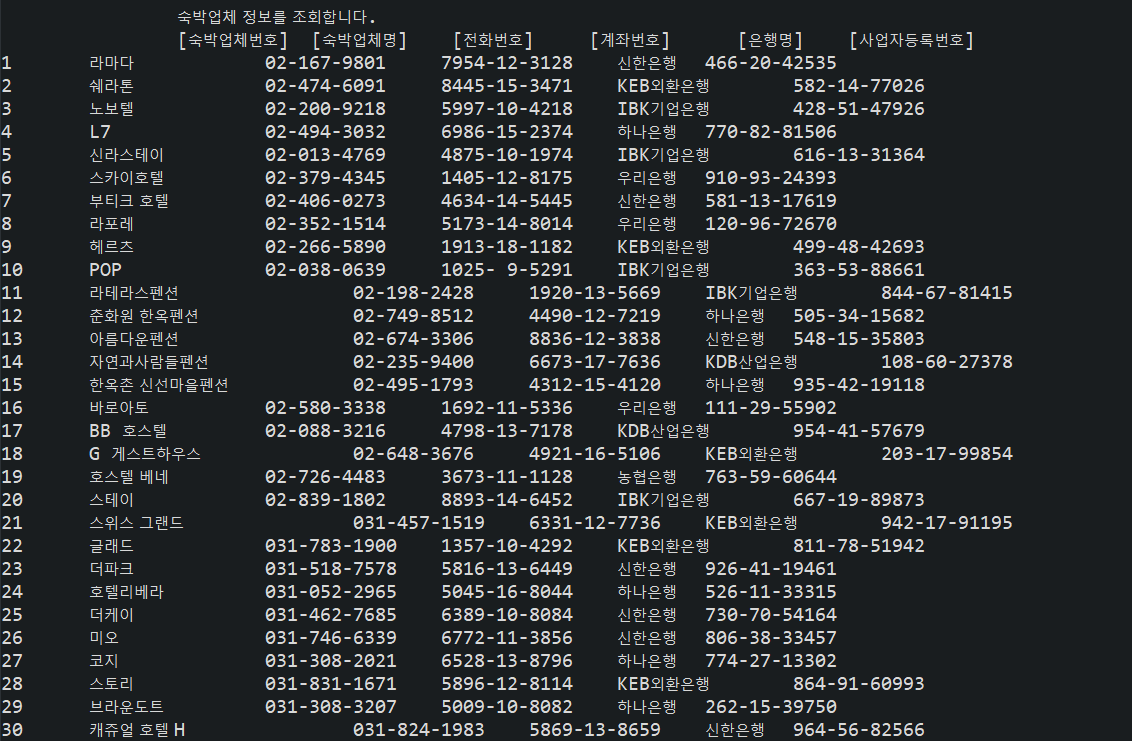 숙박업체 정보를 조회합니다.
[숙박업체번호] [숙박업체명] [전화번호] [계좌번호] [은행명] [사업자등록번호]
1 라마다 02-167-9801 7954-12-3128 신한은행 466-20-42535
2 쉐라톤 02-474-6091 8445-15-3471 KEB외환은행 582-14-77026
3 노보텔 02-200-9218 5997-10-4218 IBK기업은행 428-51-47926
4 L7 02-494-3032 6986-15-2374 하나은행 770-82-81506
5 신라스테이 02-013-4769 4875-10-1974 IBK기업은행 616-13-31364
6 스카이호텔 02-379-4345 1405-12-8175 우리은행 910-93-24393
7 부티크 호텔 02-406-0273 4634-14-5445 신한은행 581-13-17619
8 라포레 02-352-1514 5173-14-8014 우리은행 120-96-72670
9 헤르츠 02-266-5890 1913-18-1182 KEB외환은행 499-48-42693
10 POP 02-038-0639 1025- 9-5291 IBK기업은행 363-53-88661
11 라테라스펜션 02-198-2428 1920-13-5669 IBK기업은행 844-67-81415
12 춘화원 한옥펜션 02-749-8512 4490-12-7219 하나은행 505-34-15682
13 아름다운펜션 02-674-3306 8836-12-3838 신한은행 548-15-35803
14 자연과사람들펜션 02-235-9400 6673-17-7636 KDB산업은행 108-60-27378
15 한옥존 신선마을펜션 02-495-1793 4312-15-4120 하나은행 935-42-19118
16 바로아토 02-580-3338 1692-11-5336 우리은행 111-29-55902
17 BB 호스텔 02-088-3216 4798-13-7178 KDB산업은행 954-41-57679
18 G 게스트하우스 02-648-3676 4921-16-5106 KEB외환은행 203-17-99854
19 호스텔 베네 02-726-4483 3673-11-1128 농협은행 763-59-60644
20 스테이 02-839-1802 8893-14-6452 IBK기업은행 667-19-89873
21 스위스 그랜드 031-457-1519 6331-12-7736 KEB외환은행 942-17-91195
22 글래드 031-783-1900 1357-10-4292 KEB외환은행 811-78-51942
23 더파크 031-518-7578 5816-13-6449 신한은행 926-41-19461
24 호텔리베라 031-052-2965 5045-16-8044 하나은행 526-11-33315
25 더케이 031-462-7685 6389-10-8084 신한은행 730-70-54164
26 미오 031-746-6339 6772-11-3856 신한은행 806-38-33457
27 코지 031-308-2021 6528-13-8796 하나은행 774-27-13302
28 스토리 031-831-1671 5896-12-8114 KEB외환은행 864-91-60993
29 브라운도트 031-308-3207 5009-10-8082 하나은행 262-15-39750
30 캐쥬얼 호텔 H 031-824-1983 5869-13-8659 신한은행 964-56-82566